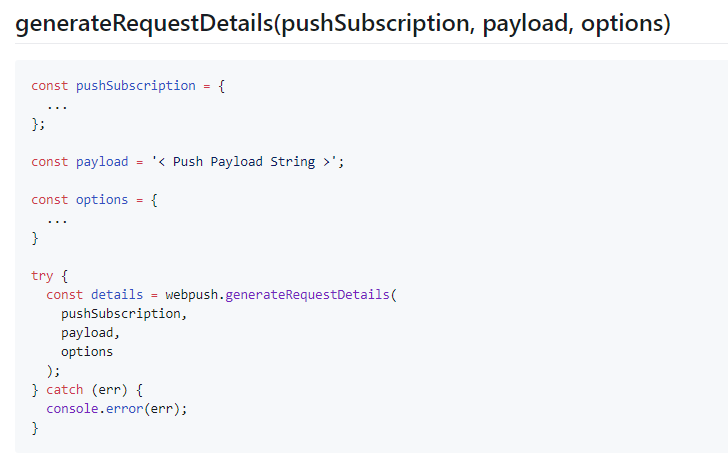 generateRequestDetails(pushSubscription, payload, options)
const pushSubscription = {
...
};
const payload = '< Push Payload String >';
const options = {
...
}
try {
const details = webpush.generateRequestDetails(
pushSubscription,
payload,
options
);
} catch (err) {
console.error(err);
}